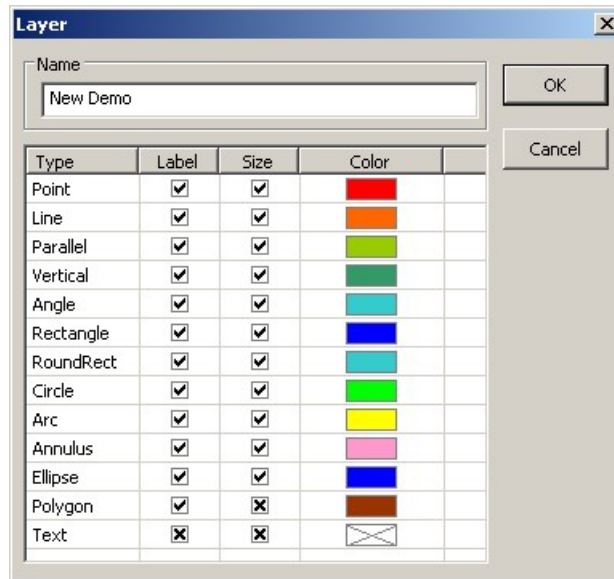 Layer
Name
New Demo
OK
Cancel
Type Label Size Color
Point
Line
Parallel
Vertical
Angle
Rectangle
RoundRect
Circle
Arc
Annulus
Ellipse
Polygon
Text